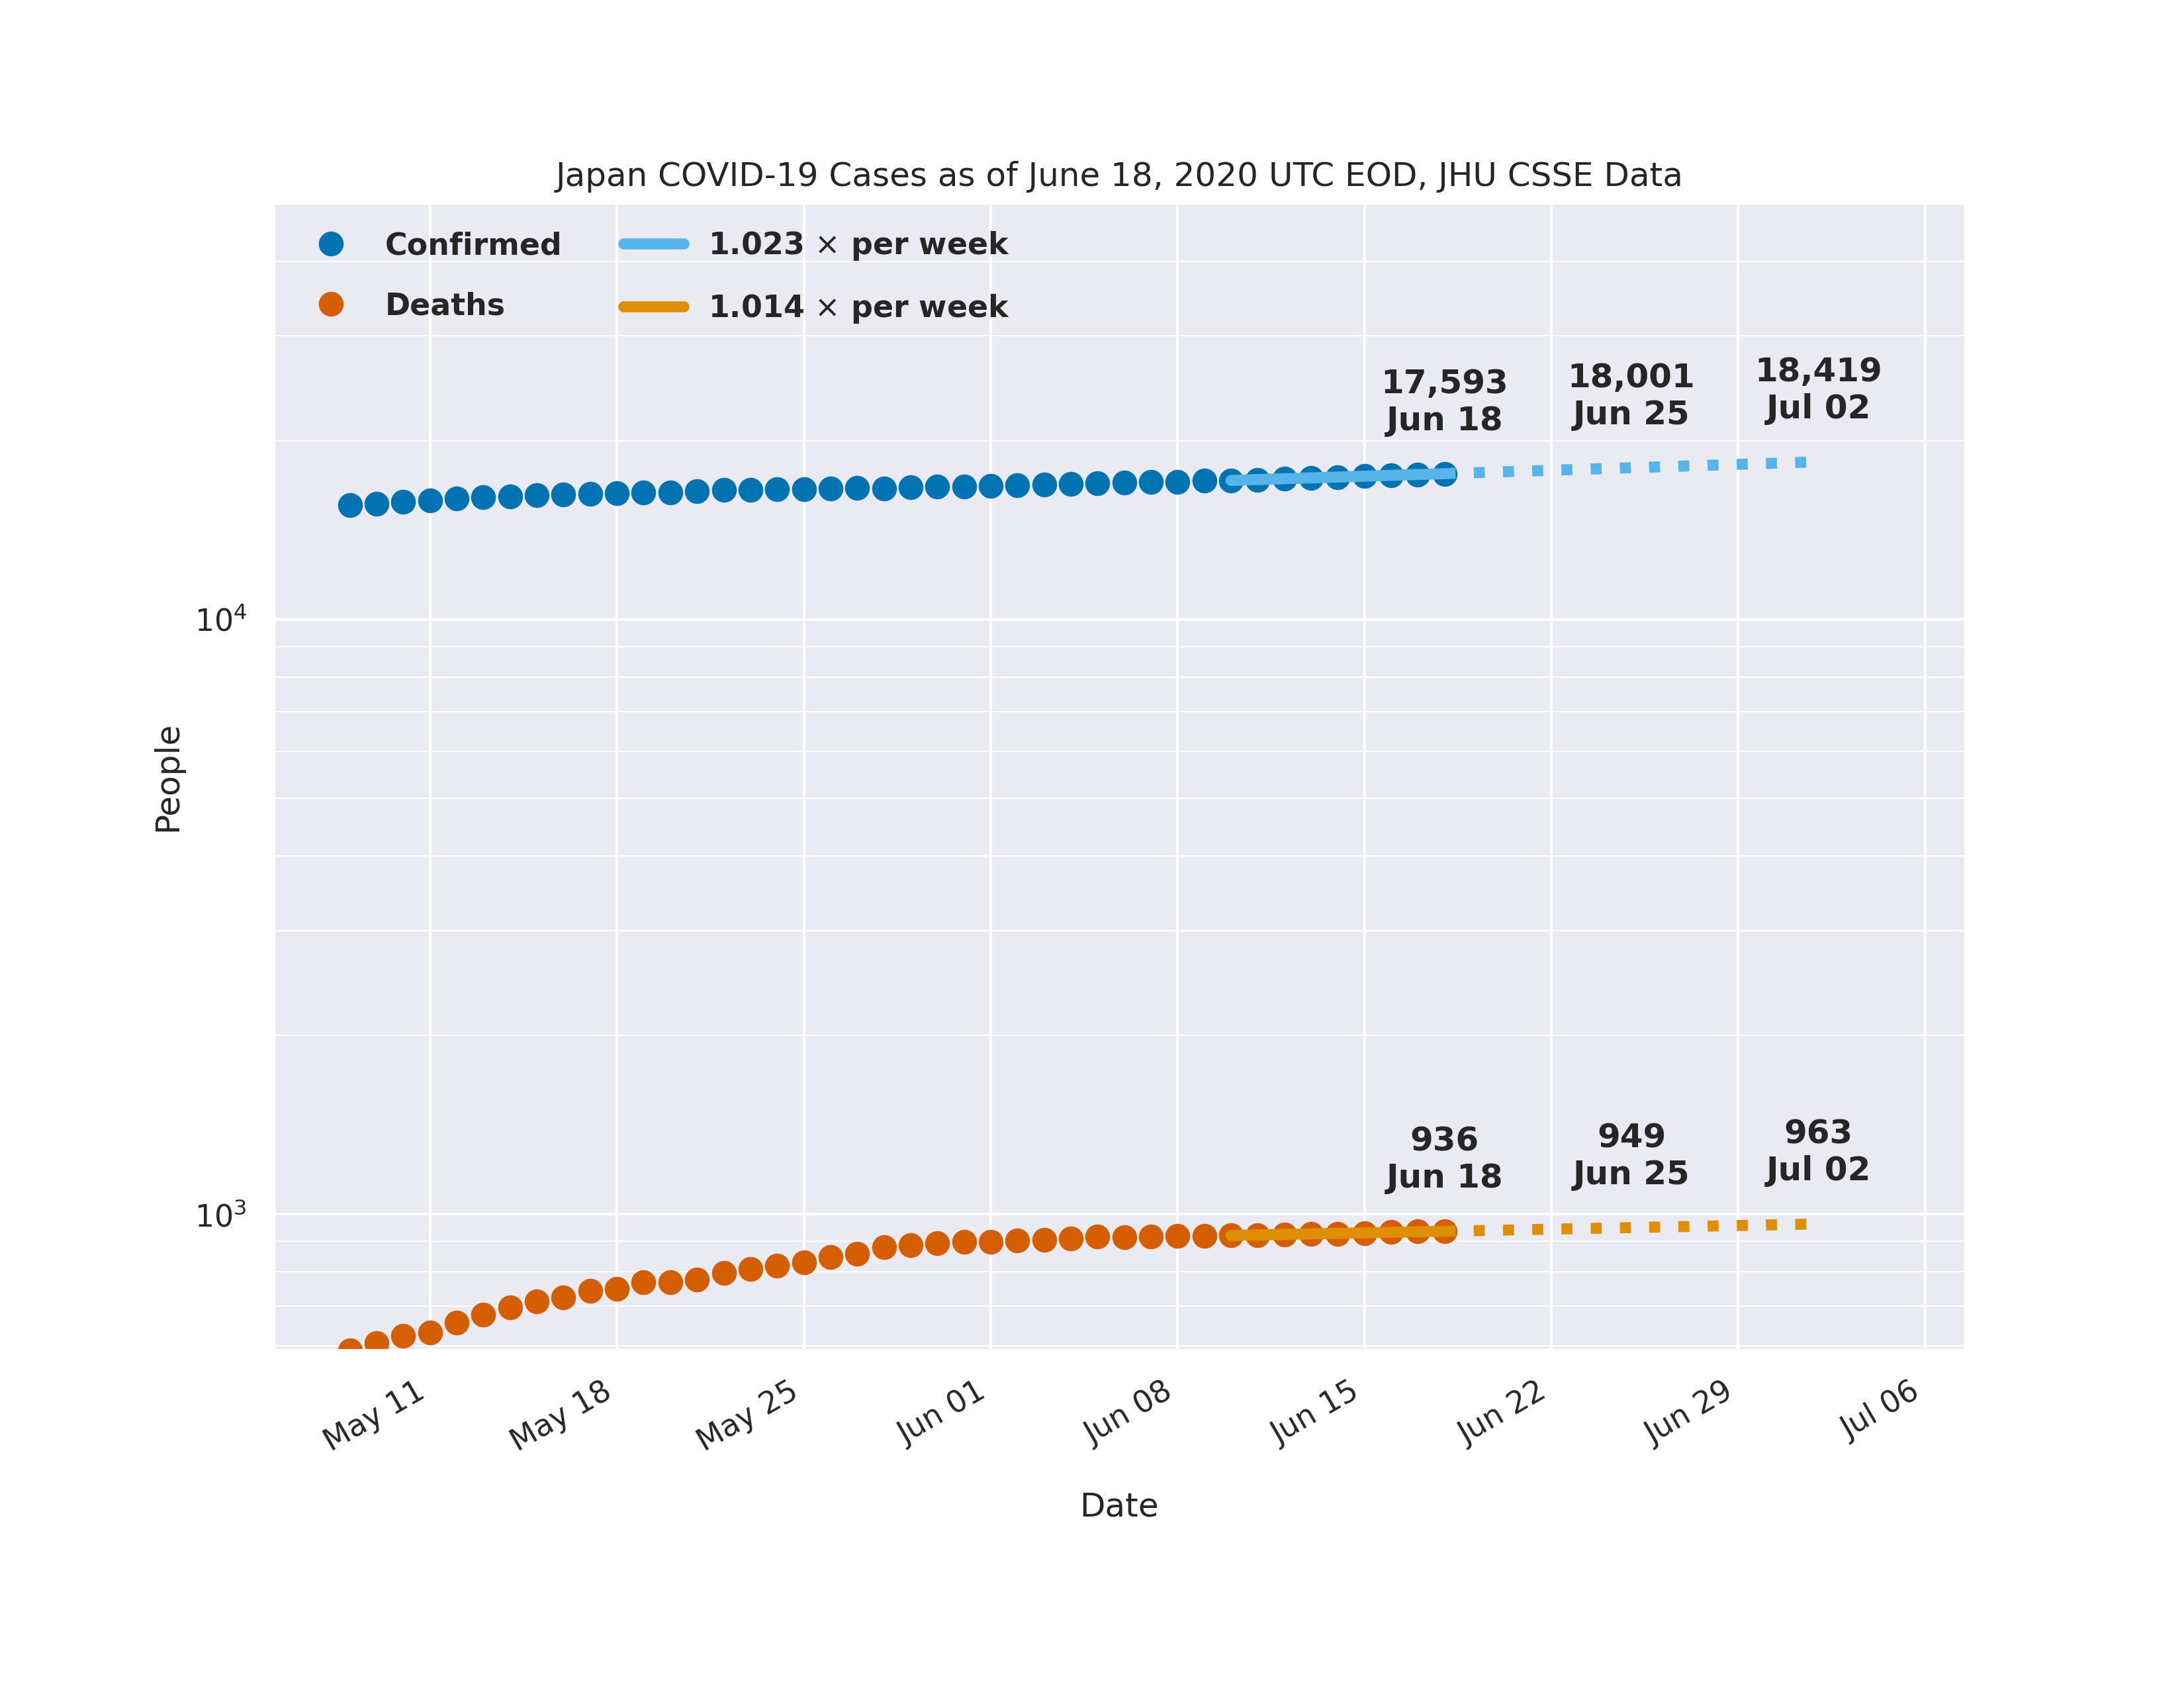 Japan COVID-19 Cases as of June 18, 2020 UTC EOD, JHU CSSE Data
Confirmed
Deaths
1.023 × per week
1.014 × per week
17,593
Jun 18
18,001
Jun 25
18,419
Jul 02
936
Jun 18
949
Jun 25
963
Jul 02
10⁴
10³
People
May 11
May 18
May 25
Jun 01
Jun 08
Jun 15
Jun 22
Jun 29
Jul 06
Date